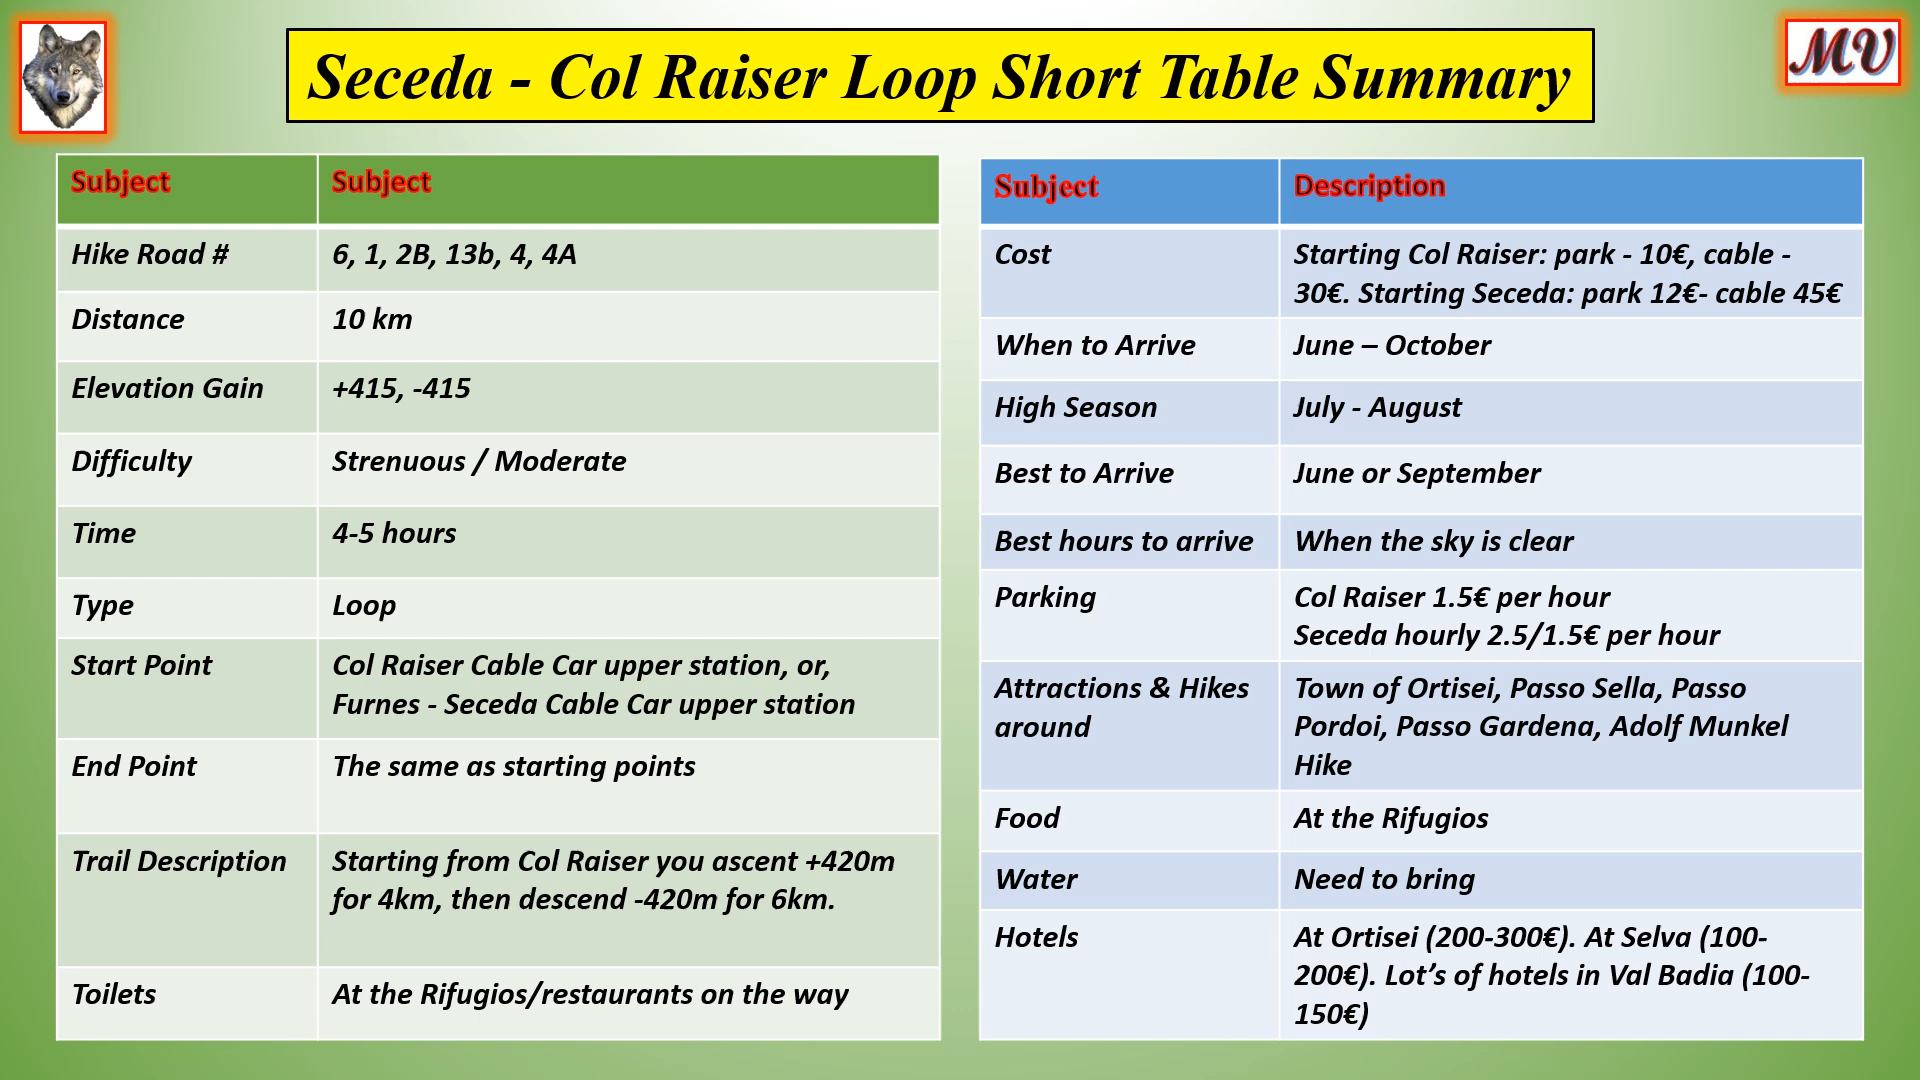 Seceda - Col Raiser Loop Short Table Summary
MV
Subject
Subject
Hike Road #
6, 1, 2B, 13b, 4, 4A
Distance
10 km
Elevation Gain
+415, -415
Difficulty
Strenuous / Moderate
Time
4-5 hours
Type
Loop
Start Point
Col Raiser Cable Car upper station, or,
Furnes - Seceda Cable Car upper station
End Point
The same as starting points
Trail Description
Starting from Col Raiser you ascent +420m
for 4km, then descend -420m for 6km.
Toilets
At the Rifugios/restaurants on the way
Subject
Description
Cost
Starting Col Raiser: park - 10€, cable -
30€. Starting Seceda: park 12€- cable 45€
When to Arrive
June – October
High Season
July - August
Best to Arrive
June or September
Best hours to arrive
When the sky is clear
Parking
Col Raiser 1.5€ per hour
Seceda hourly 2.5/1.5€ per hour
Attractions & Hikes
around
Town of Ortisei, Passo Sella, Passo
Pordoi, Passo Gardena, Adolf Munkel
Hike
Food
At the Rifugios
Water
Need to bring
Hotels
At Ortisei (200-300€). At Selva (100-
200€). Lot’s of hotels in Val Badia (100-
150€)